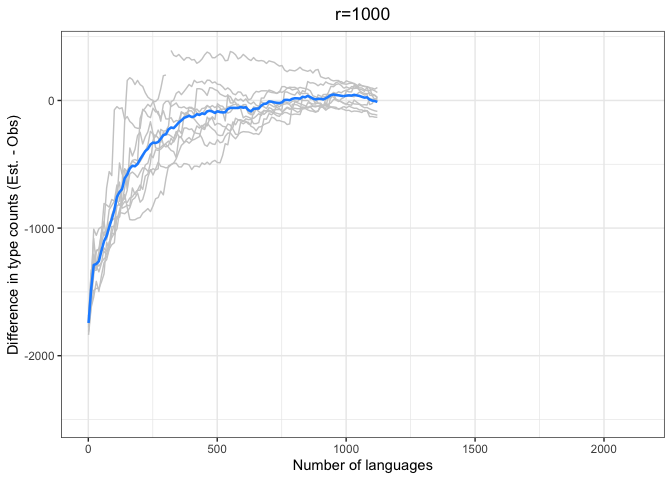 r=1000
Difference in type counts (Est. - Obs)
0
-1000
-2000
0
500
1000
1500
2000
Number of languages